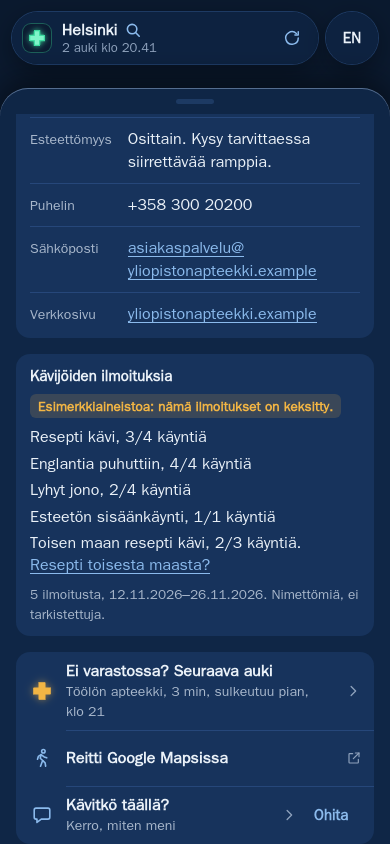 Helsinki
2 auki klo 20.41
EN
Esteettömyys
Osittain. Kysy tarvittaessa
siirrettävää ramppia.
Puhelin
+358 300 20200
Sähköposti
asiakaspalvelu@
yliopistonapteekki.example
Verkkosivu
yliopistonapteekki.example
Kävijöiden ilmoituksia
Esimerkkiaineistoa: nämä ilmoitukset on keksitty.
Resepti kävi, 3/4 käyntiä
Englantia puhuttiin, 4/4 käyntiä
Lyhyt jono, 2/4 käyntiä
Esteetön sisäänkäynti, 1/1 käyntiä
Toisen maan resepti kävi, 2/3 käyntiä.
Resepti toisesta maasta?
5 ilmoitusta, 12.11.2026–26.11.2026. Nimettömiä, ei
tarkistettuja.
Ei varastossa? Seuraava auki
Töölön apteekki, 3 min, sulkeutuu pian,
klo 21
Reitti Google Mapsissa
Kävitkö täällä?
Kerro, miten meni
Ohita